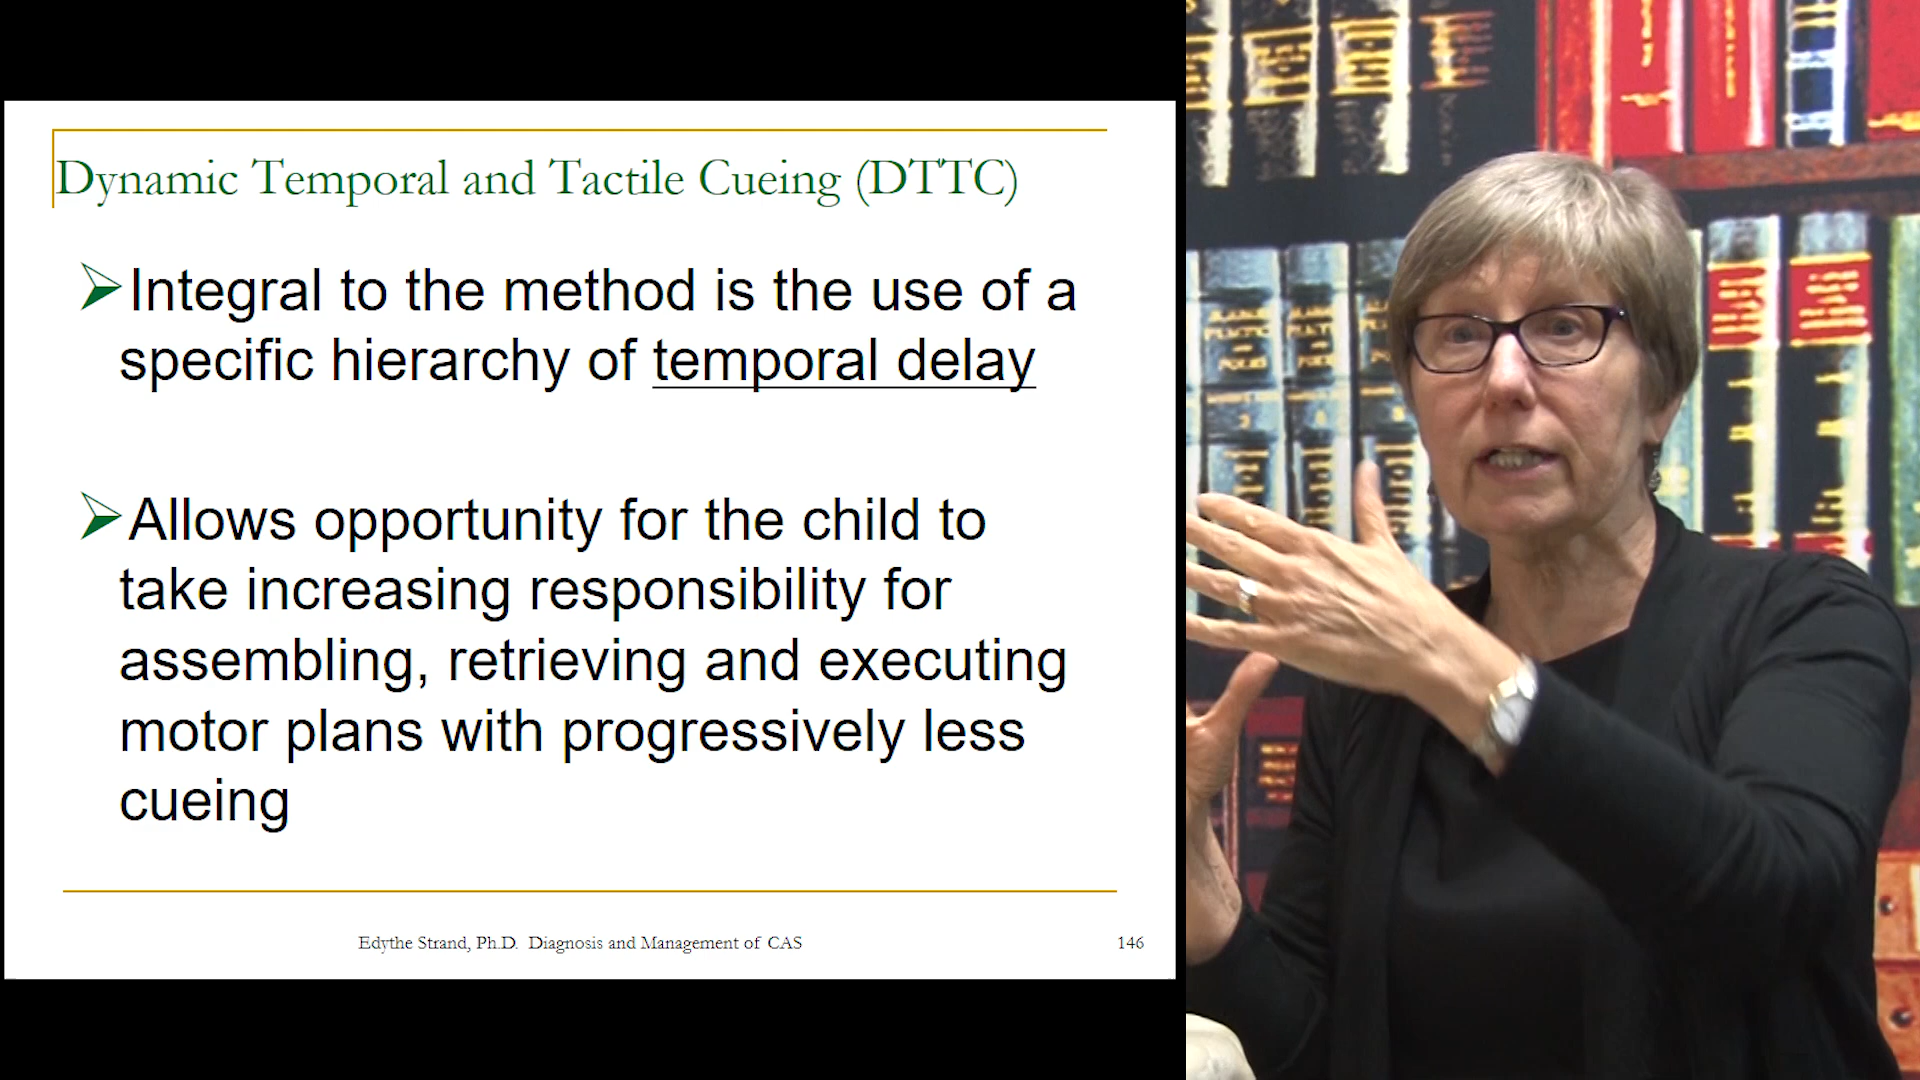 Dynamic Temporal and Tactile Cueing (DTTC)
➢Integral to the method is the use of a
specific hierarchy of temporal delay
➢Allows opportunity for the child to
take increasing responsibility for
assembling, retrieving and executing
motor plans with progressively less
cueing
Edythe Strand, Ph.D. Diagnosis and Management of CAS
146